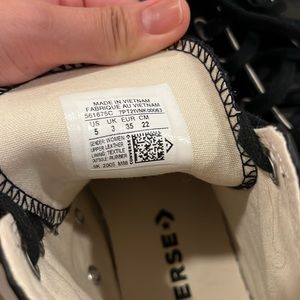 MADE IN VIETNAM
FABRIQUE AU VIETNAM
561675C
US UK EUR CM
5 3 35 22
GENDER WOMEN
UPPER LEATHER
LINING TEXTILE
OUTSOLE RUBBER
ERSE